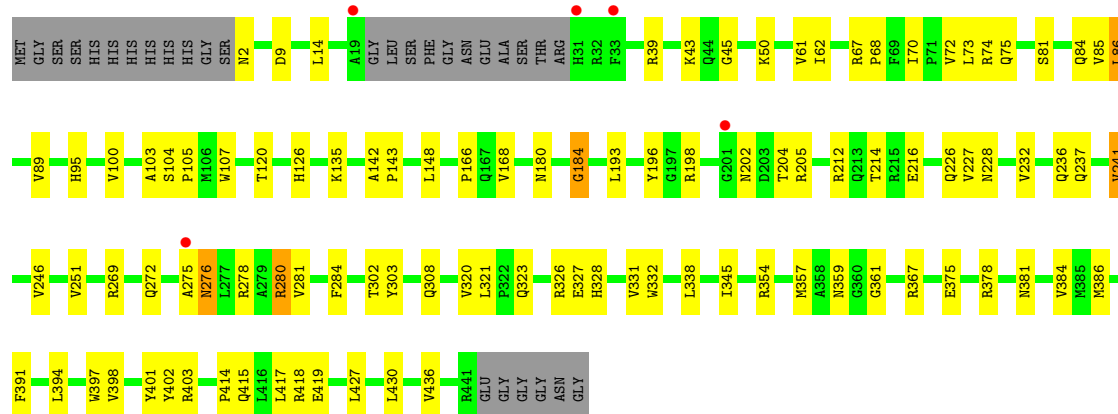 MET GLY SER SER HIS HIS HIS HIS HIS HIS HIS GLY SER N2 D9 L14 A19 GLY LEU SER PHE GLY ASN GLU ALA SER THR ARG H31 R32 F33 R39 K43 Q44 G45 K50 V61 I62 R67 P68 F69 I70 P71 V72 L73 R74 Q75 S81 Q84 V85 L86
V89 H95 V100 A103 S104 P105 M106 W107 T120 H126 K135 A142 P143 L148 P166 Q167 V168 N180 G184 L193 Y196 G197 R198 G201 N202 D203 T204 R205 R212 Q213 T214 R215 E216 Q226 V227 N228 V232 Q236 Q237 V241
V246 V251 R269 Q272 A275 N276 L277 R278 A279 R280 V281 F284 T302 Y303 Q308 V320 L321 P322 Q323 R326 E327 H328 V331 W332 L338 I345 R354 M357 A358 N359 G360 G361 R367 E375 R378 N381 V384 M385 M386
F391 L394 W397 V398 Y401 Y402 R403 P414 Q415 L416 L417 R418 E419 L427 L430 V436 R441 GLU GLY GLY GLY ASN GLY